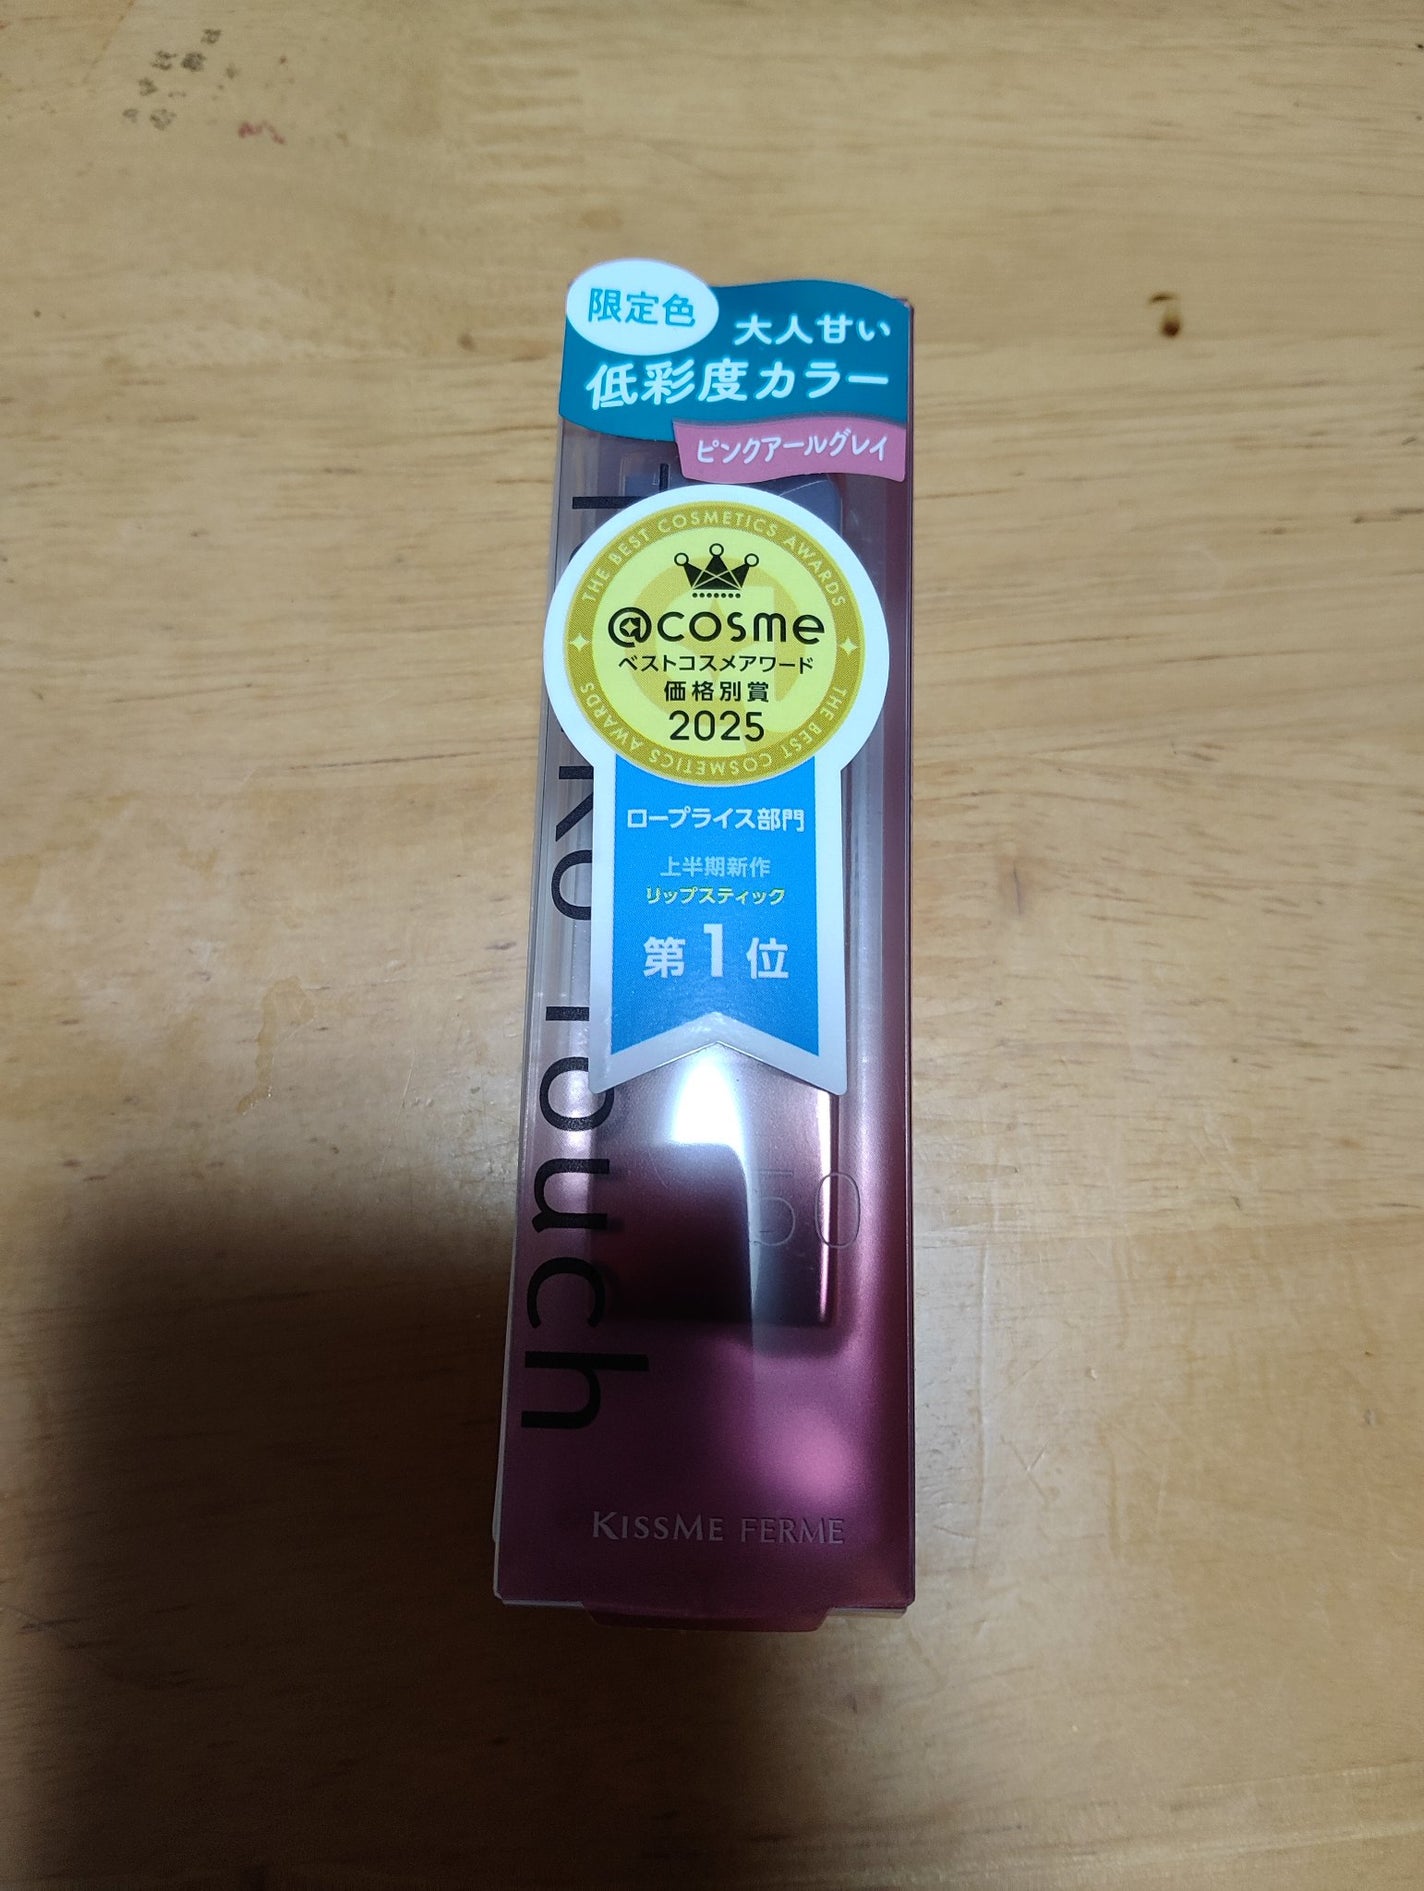 限定色
大人甘い
低彩度カラー
ピンクアールグレイ
THE BEST COSMETICS AWARDS
@cosme
ベストコスメアワード
価格別賞
2025
THE BEST COSMETICS AWARDS
ロープライス部門
上半期新作
リップスティック
第1位
Touch
50
KISSME FERME